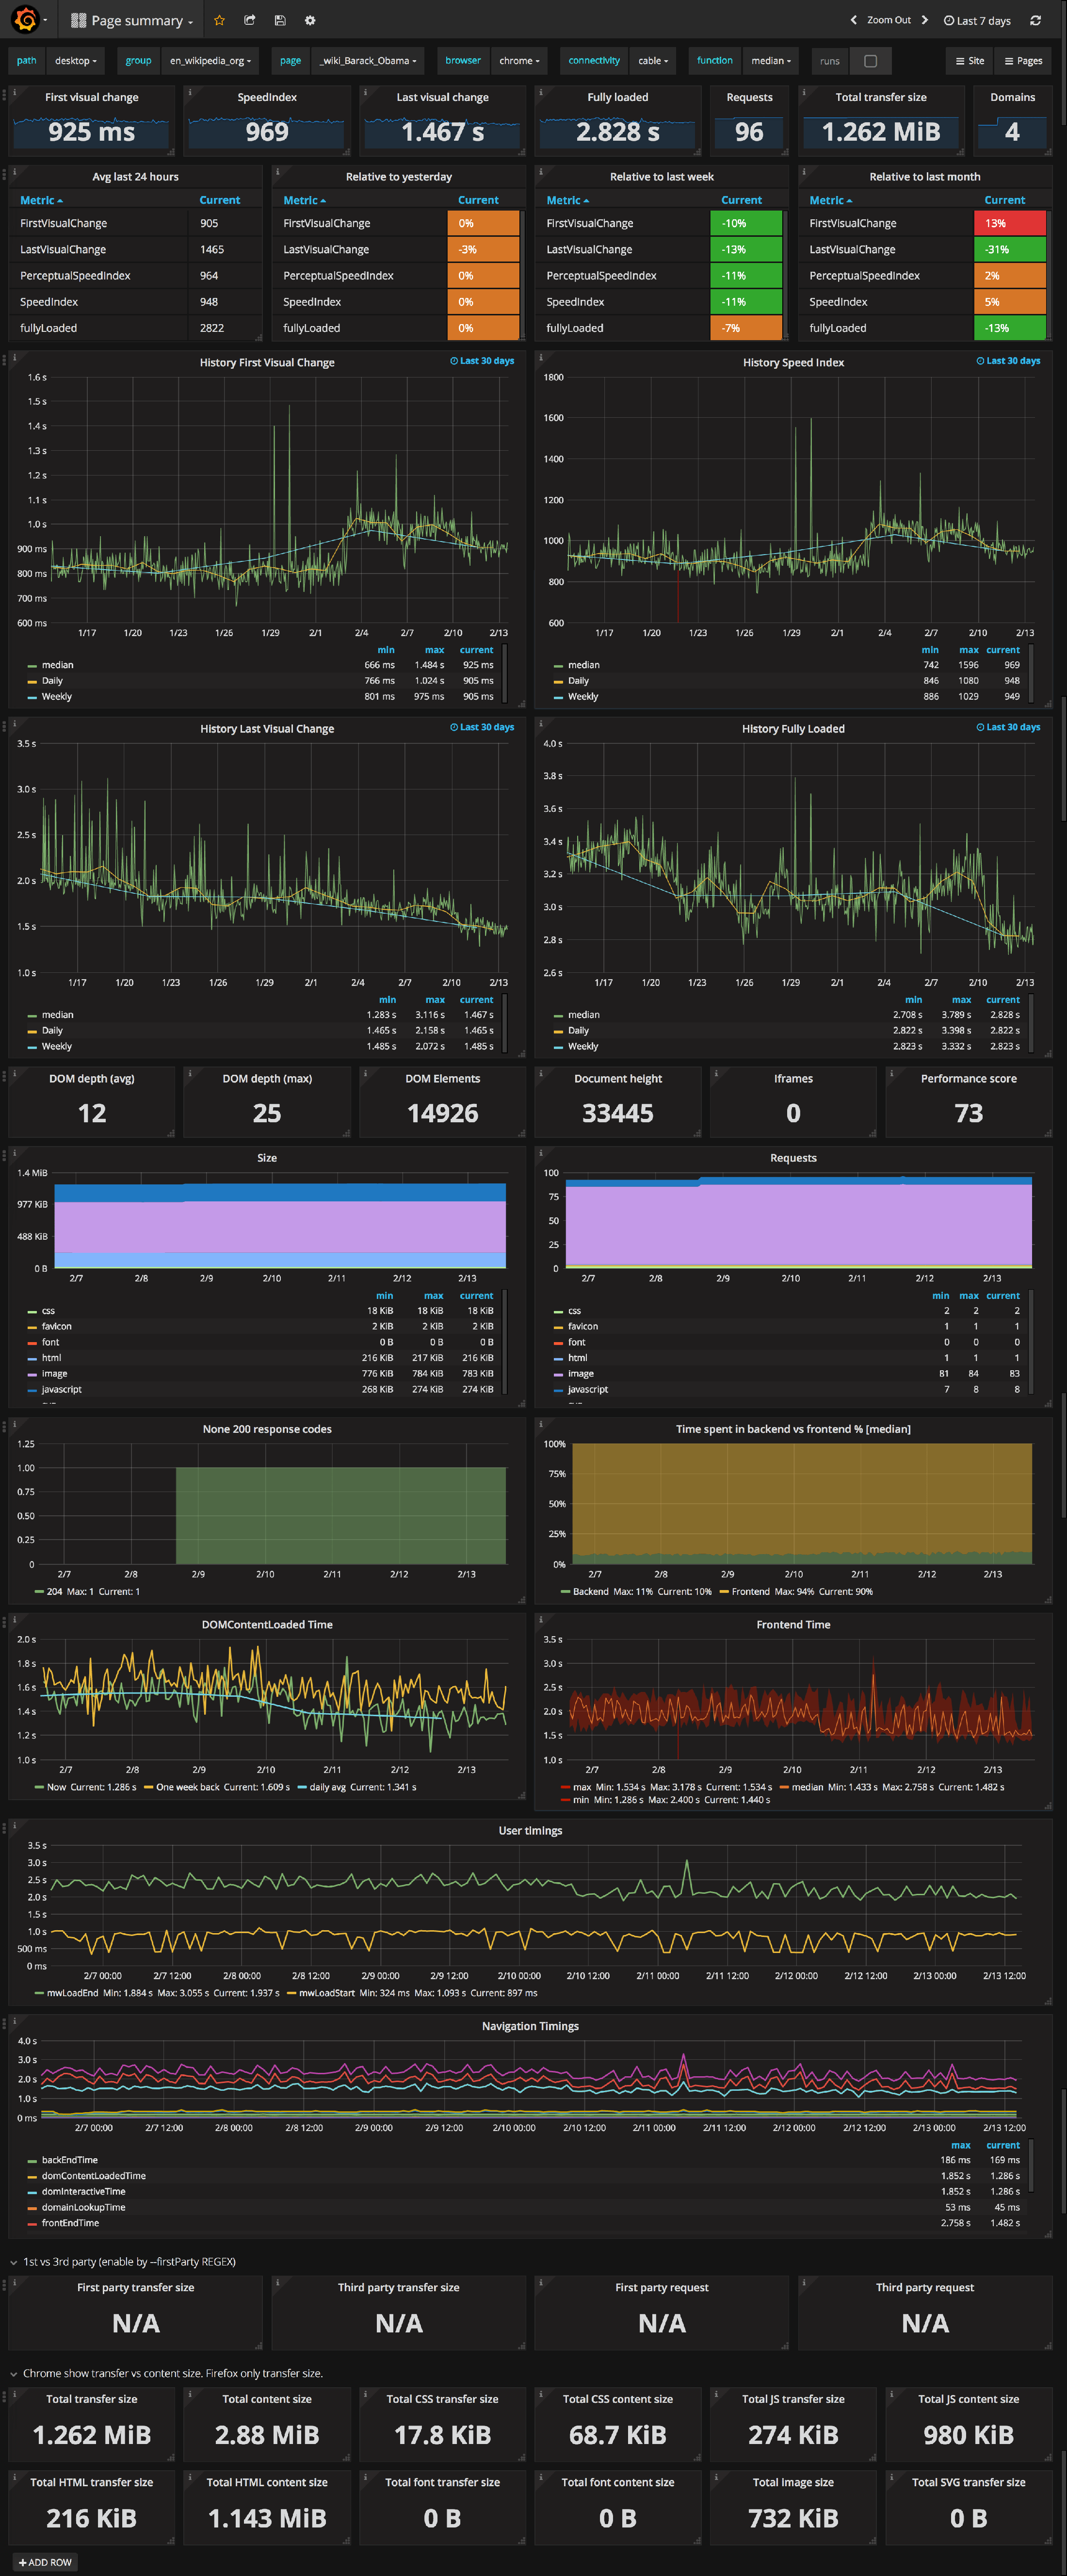 Page summary
Zoom Out Last 7 days
path desktop group en_wikipedia_org page _wiki_Barack_Obama browser chrome connectivity cable function median runs Site Pages
First visual change SpeedIndex Last visual change Fully loaded Requests Total transfer size Domains
925 ms 969 1.467 s 2.828 s 96 1.262 MiB 4
Avg last 24 hours Relative to yesterday Relative to last week Relative to last month
Metric Current Metric Current Metric Current Metric Current
FirstVisualChange 905 FirstVisualChange 0% FirstVisualChange -10% FirstVisualChange 13%
LastVisualChange 1465 LastVisualChange -3% LastVisualChange -13% LastVisualChange -31%
PerceptualSpeedIndex 964 PerceptualSpeedIndex 0% PerceptualSpeedIndex -11% PerceptualSpeedIndex 2%
SpeedIndex 948 SpeedIndex 0% SpeedIndex -11% SpeedIndex 5%
fullyLoaded 2822 fullyLoaded 0% fullyLoaded -7% fullyLoaded -13%
History First Visual Change Last 30 days
1.6 s
1.5 s
1.4 s
1.3 s
1.2 s
1.1 s
1.0 s
900 ms
800 ms
700 ms
600 ms
1/17 1/20 1/23 1/26 1/29 2/1 2/4 2/7 2/10 2/13
min max current
median 666 ms 1.484 s 925 ms
Daily 766 ms 1.024 s 905 ms
Weekly 801 ms 975 ms 905 ms
History Speed Index Last 30 days
1800
1600
1400
1200
1000
800
600
1/17 1/20 1/23 1/26 1/29 2/1 2/4 2/7 2/10 2/13
min max current
median 742 1596 969
Daily 846 1080 948
Weekly 886 1029 949
History Last Visual Change Last 30 days
3.5 s
3.0 s
2.5 s
2.0 s
1.5 s
1.0 s
1/17 1/20 1/23 1/26 1/29 2/1 2/4 2/7 2/10 2/13
min max current
median 1.283 s 3.116 s 1.467 s
Daily 1.465 s 2.158 s 1.465 s
Weekly 1.485 s 2.072 s 1.485 s
History Fully Loaded Last 30 days
4.0 s
3.8 s
3.6 s
3.4 s
3.2 s
3.0 s
2.8 s
2.6 s
1/17 1/20 1/23 1/26 1/29 2/1 2/4 2/7 2/10 2/13
min max current
median 2.708 s 3.789 s 2.828 s
Daily 2.822 s 3.398 s 2.822 s
Weekly 2.823 s 3.332 s 2.823 s
DOM depth (avg) DOM depth (max) DOM Elements Document height Iframes Performance score
12 25 14926 33445 0 73
Size
1.4 MiB
977 KiB
488 KiB
0 B
2/7 2/8 2/9 2/10 2/11 2/12 2/13
min max current
css 18 KiB 18 KiB 18 KiB
favicon 2 KiB 2 KiB 2 KiB
font 0 B 0 B 0 B
html 216 KiB 217 KiB 216 KiB
image 776 KiB 784 KiB 783 KiB
javascript 268 KiB 274 KiB 274 KiB
Requests
100
75
50
25
0
2/7 2/8 2/9 2/10 2/11 2/12 2/13
min max current
css 2 2 2
favicon 1 1 1
font 0 0 0
html 1 1 1
image 81 84 83
javascript 7 8 8
None 200 response codes
1.25
1.00
0.75
0.50
0.25
0
2/7 2/8 2/9 2/10 2/11 2/12 2/13
204 Max: 1 Current: 1
Time spent in backend vs frontend % [median]
100%
75%
50%
25%
0%
2/7 2/8 2/9 2/10 2/11 2/12 2/13
Backend Max: 11% Current: 10% Frontend Max: 94% Current: 90%
DOMContentLoaded Time
2.0 s
1.8 s
1.6 s
1.4 s
1.2 s
1.0 s
2/7 2/8 2/9 2/10 2/11 2/12 2/13
Now Current: 1.286 s One week back Current: 1.609 s daily avg Current: 1.341 s
Frontend Time
3.5 s
3.0 s
2.5 s
2.0 s
1.5 s
1.0 s
2/7 2/8 2/9 2/10 2/11 2/12 2/13
max Min: 1.534 s Max: 3.178 s Current: 1.534 s median Min: 1.433 s Max: 2.758 s Current: 1.482 s
min Min: 1.286 s Max: 2.400 s Current: 1.440 s
User timings
3.5 s
3.0 s
2.5 s
2.0 s
1.5 s
1.0 s
500 ms
0 ms
2/7 00:00 2/7 12:00 2/8 00:00 2/8 12:00 2/9 00:00 2/9 12:00 2/10 00:00 2/10 12:00 2/11 00:00 2/11 12:00 2/12 00:00 2/12 12:00 2/13 00:00 2/13 12:00
mwLoadEnd Min: 1.884 s Max: 3.055 s Current: 1.937 s mwLoadStart Min: 324 ms Max: 1.093 s Current: 897 ms
Navigation Timings
4.0 s
3.0 s
2.0 s
1.0 s
0 ms
2/7 00:00 2/7 12:00 2/8 00:00 2/8 12:00 2/9 00:00 2/9 12:00 2/10 00:00 2/10 12:00 2/11 00:00 2/11 12:00 2/12 00:00 2/12 12:00 2/13 00:00 2/13 12:00
max current
backEndTime 186 ms 169 ms
domContentLoadedTime 1.852 s 1.286 s
domInteractiveTime 1.852 s 1.286 s
domainLookupTime 53 ms 45 ms
frontEndTime 2.758 s 1.482 s
1st vs 3rd party (enable by --firstParty REGEX)
First party transfer size Third party transfer size First party request Third party request
N/A N/A N/A N/A
Chrome show transfer vs content size. Firefox only transfer size.
Total transfer size Total content size Total CSS transfer size Total CSS content size Total JS transfer size Total JS content size
1.262 MiB 2.88 MiB 17.8 KiB 68.7 KiB 274 KiB 980 KiB
Total HTML transfer size Total HTML content size Total font transfer size Total font content size Total image size Total SVG transfer size
216 KiB 1.143 MiB 0 B 0 B 732 KiB 0 B
ADD ROW